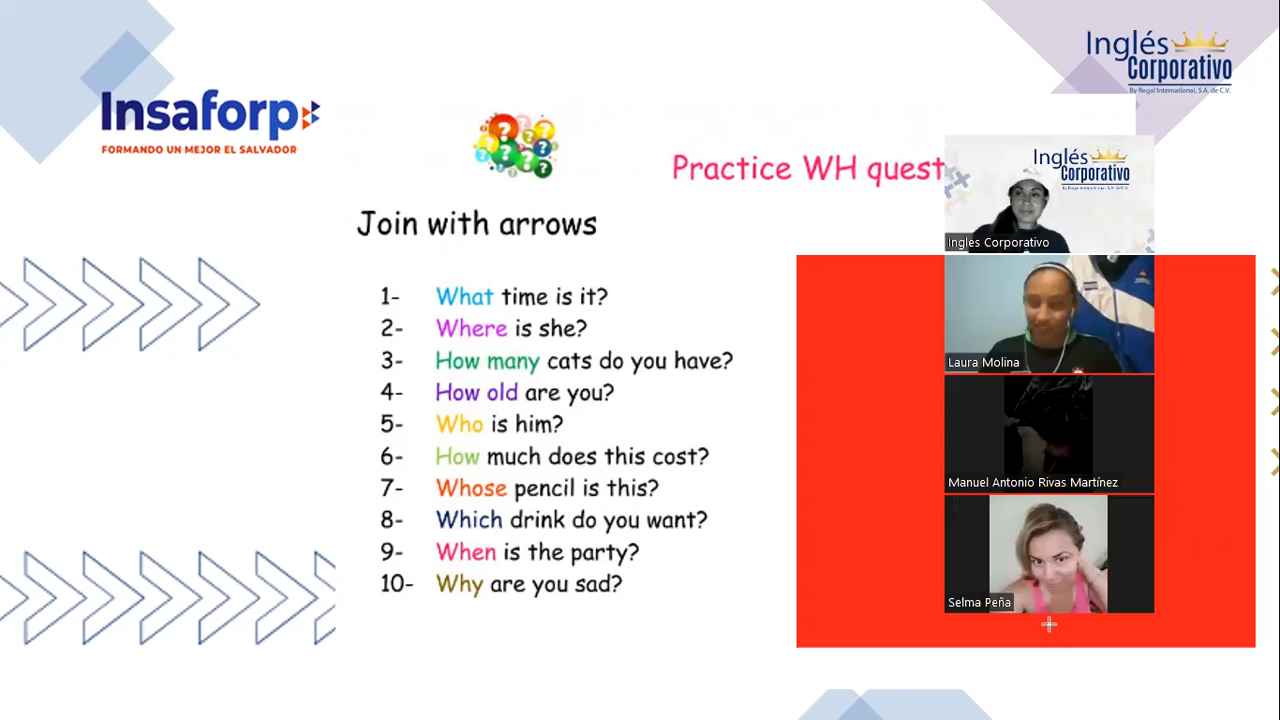 Insaforp
FORMANDO UN MEJOR EL SALVADOR
Inglés
Corporativo
By Regal International, S.A. de C.V.
Practice WH quest
Join with arrows
1- What time is it?
2- Where is she?
3- How many cats do you have?
4- How old are you?
5- Who is him?
6- How much does this cost?
7- Whose pencil is this?
8- Which drink do you want?
9- When is the party?
10- Why are you sad?
Inglés
Corporativo
Ingles Corporativo
Laura Molina
Manuel Antonio Rivas Martínez
Selma Peña